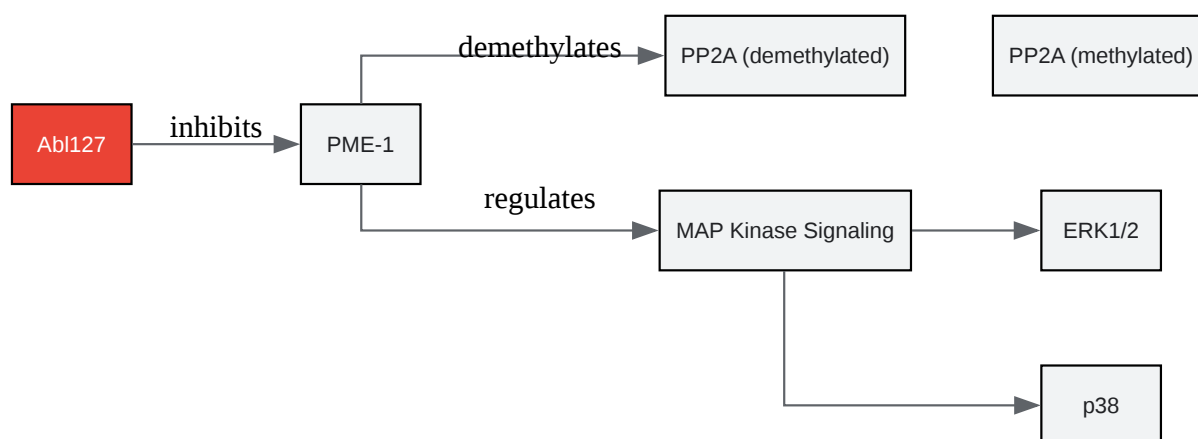 demethylates
PP2A (demethylated)
PP2A (methylated)
Abl127
inhibits
PME-1
regulates
MAP Kinase Signaling
ERK1/2
p38